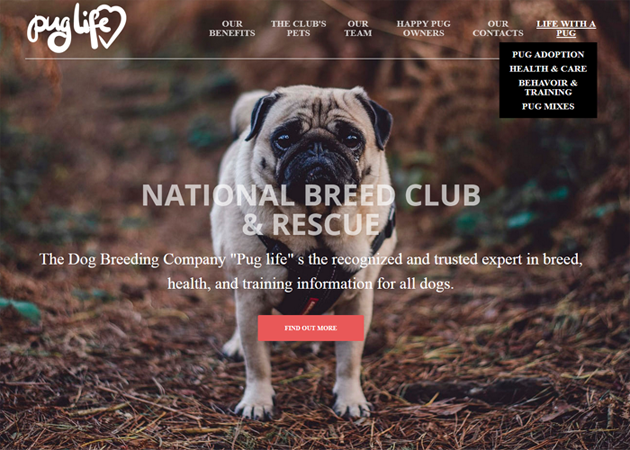 pug life
OUR
BENEFITS
THE CLUB'S
PETS
OUR
TEAM
HAPPY PUG
OWNERS
OUR
CONTACTS
LIFE WITH A
PUG
PUG ADOPTION
HEALTH & CARE
BEHAVOIR &
TRAINING
PUG MIXES
NATIONAL BREED CLUB
& RESCUE
The Dog Breeding Company "Pug life" s the recognized and trusted expert in breed,
health, and training information for all dogs.
FIND OUT MORE